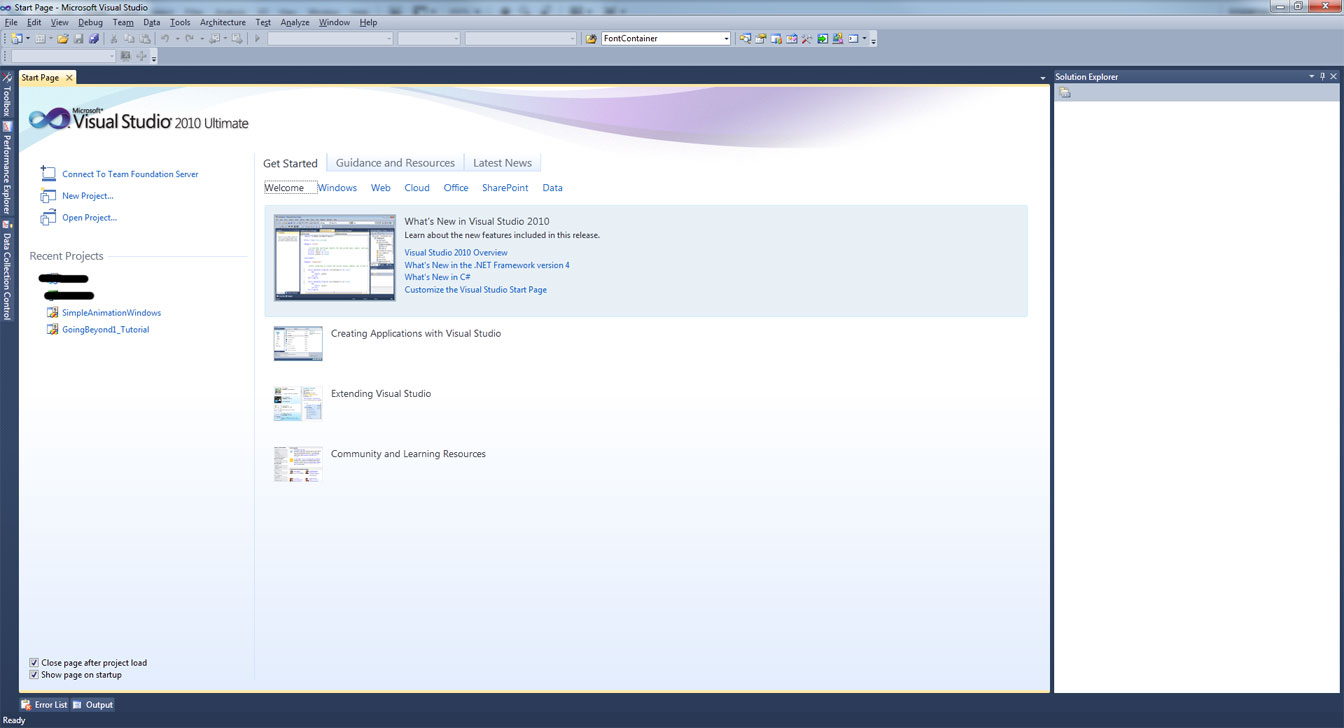 Start Page - Microsoft Visual Studio
File Edit View Debug Team Data Tools Architecture Test Analyze Window Help
FontContainer
Toolbox
Performance Explorer
Data Collection Control
Start Page
Microsoft®
Visual Studio® 2010 Ultimate
Connect To Team Foundation Server
New Project...
Open Project...
Recent Projects
SimpleAnimationWindows
GoingBeyond1_Tutorial
Close page after project load
Show page on startup
Get Started Guidance and Resources Latest News
Welcome Windows Web Cloud Office SharePoint Data
What's New in Visual Studio 2010
Learn about the new features included in this release.
Visual Studio 2010 Overview
What's New in the .NET Framework version 4
What's New in C#
Customize the Visual Studio Start Page
Creating Applications with Visual Studio
Extending Visual Studio
Community and Learning Resources
Solution Explorer
Error List Output
Ready